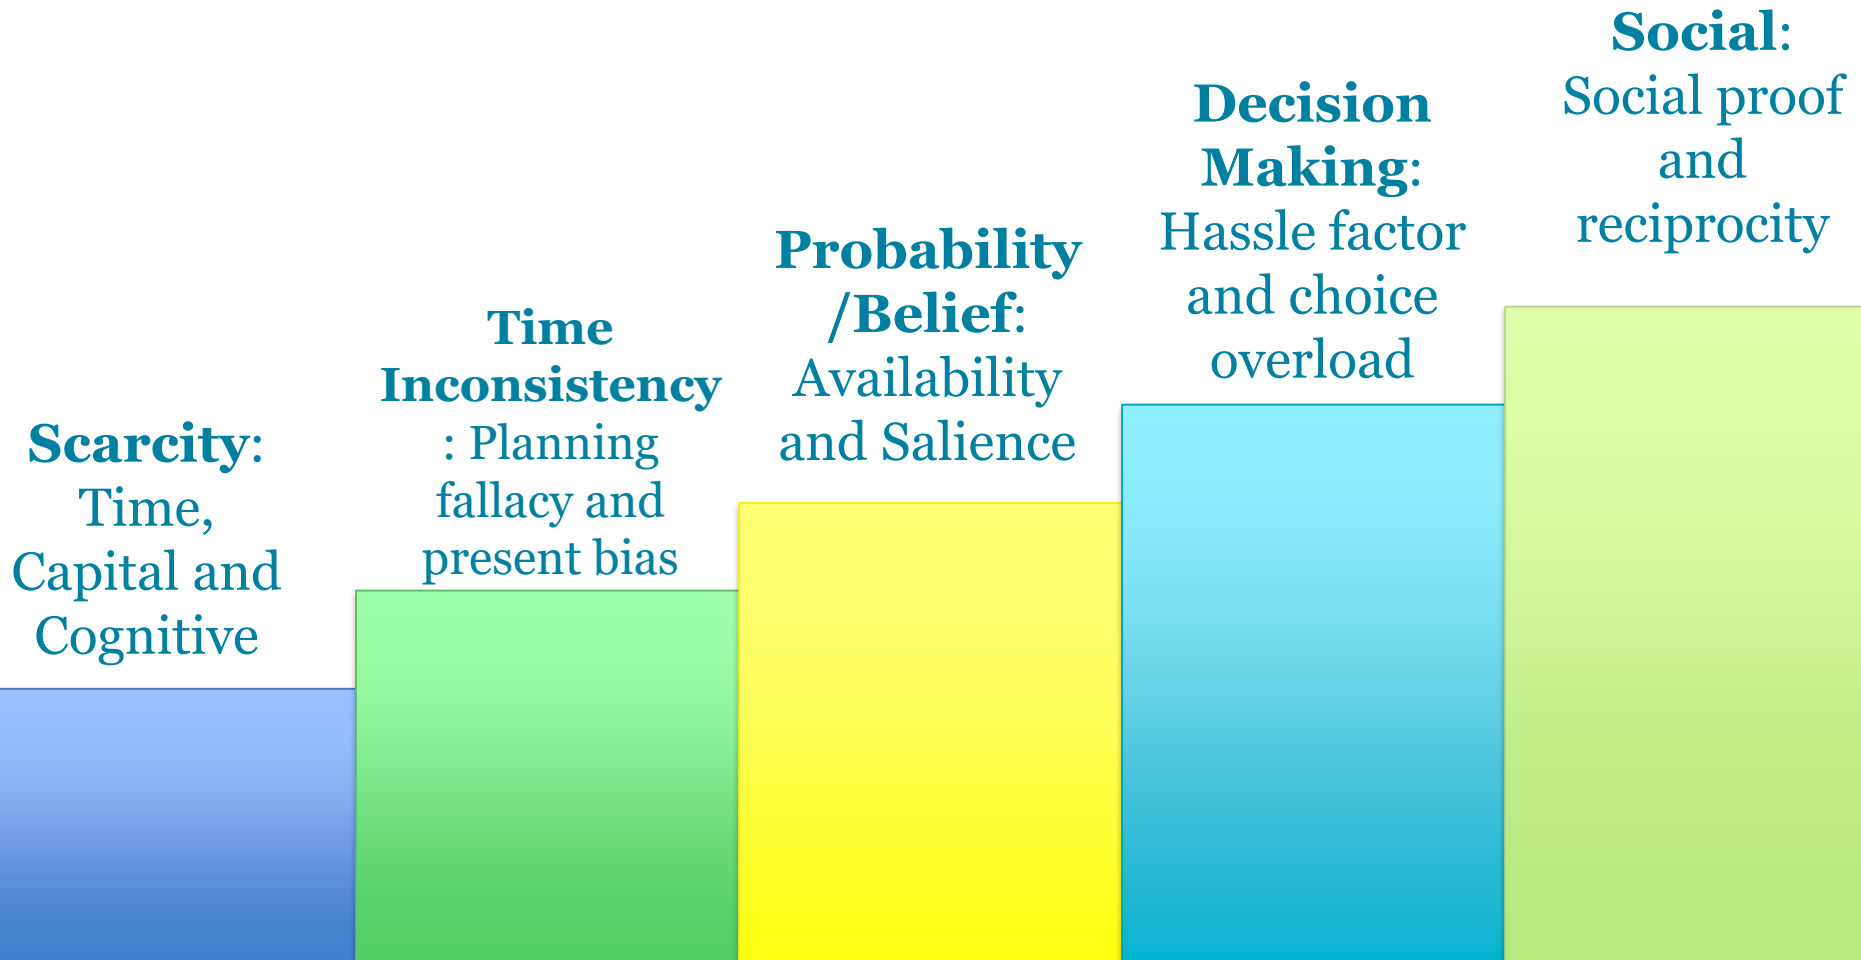 Scarcity:
Time,
Capital and
Cognitive
Time
Inconsistency
: Planning
fallacy and
present bias
Probability
/Belief:
Availability
and Salience
Decision
Making:
Hassle factor
and choice
overload
Social:
Social proof
and
reciprocity